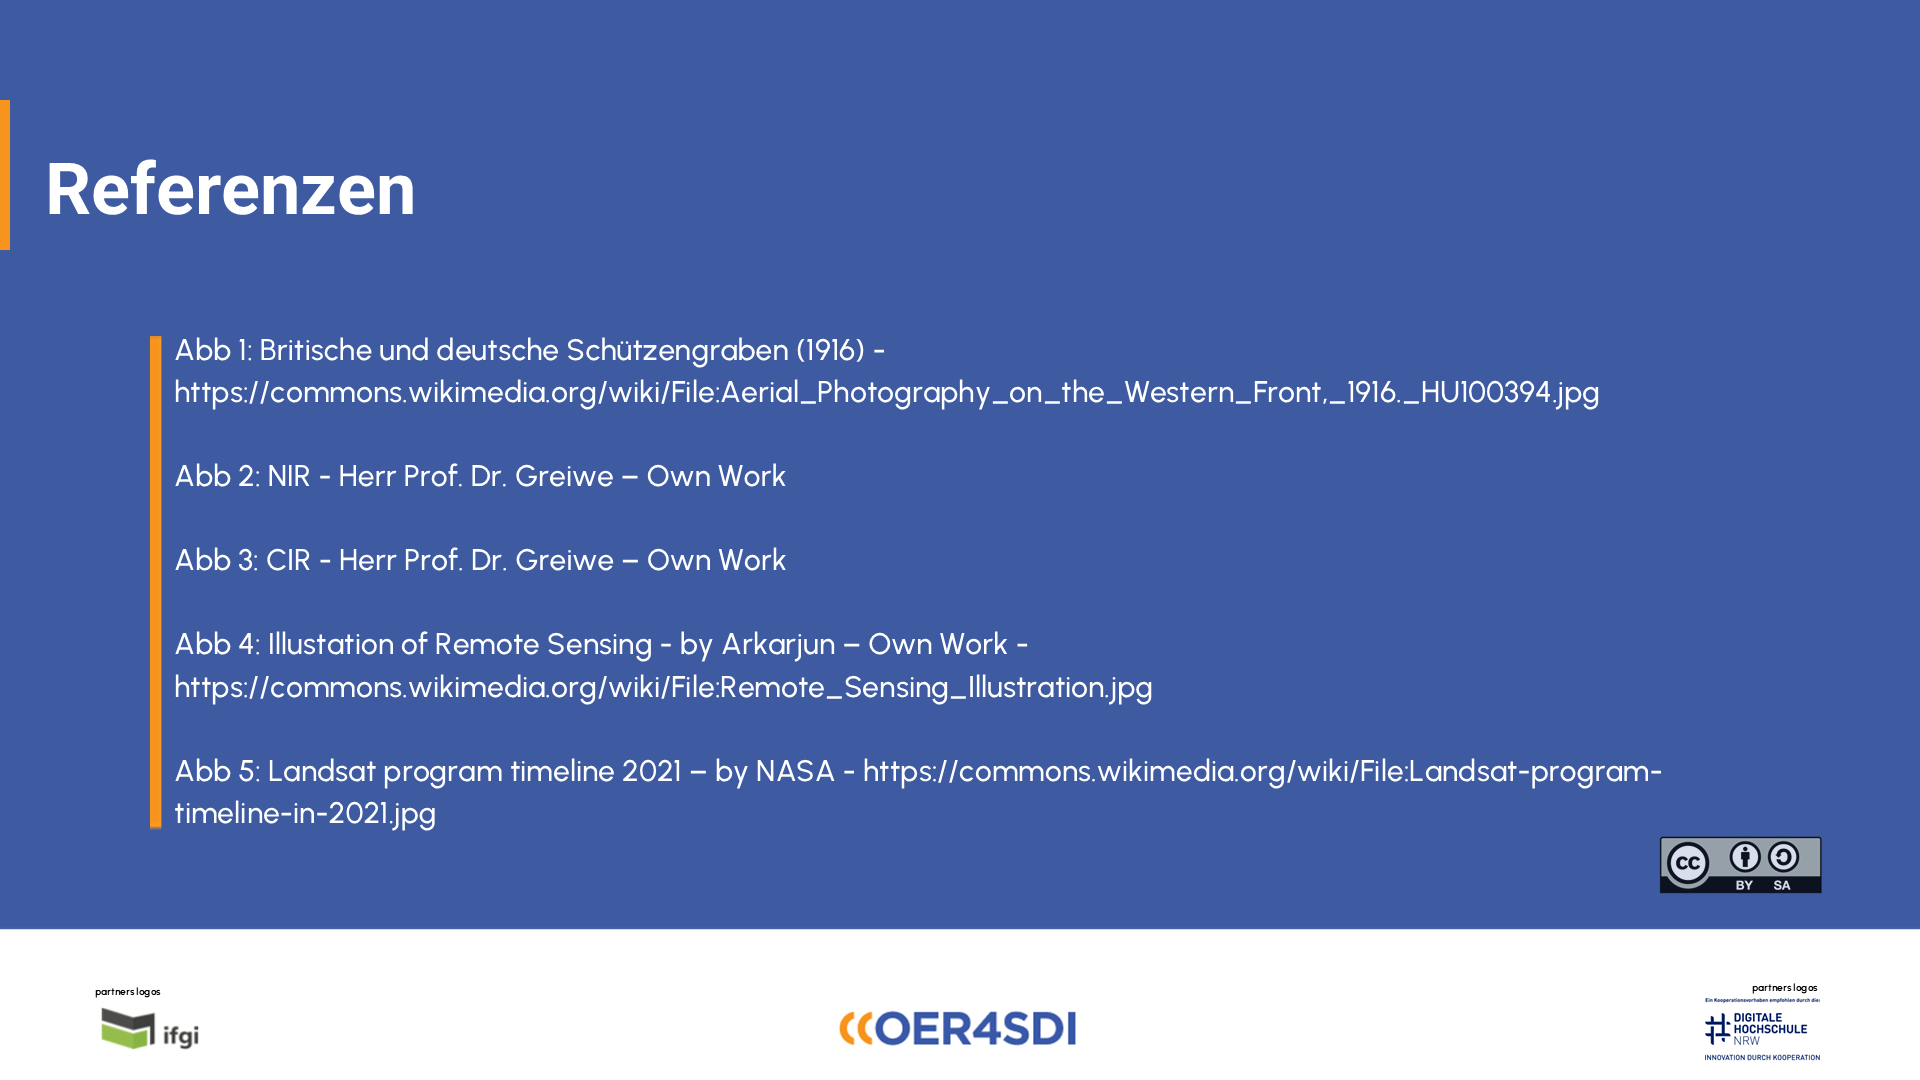 Referenzen
Abb 1: Britische und deutsche Schützengraben (1916) -
https://commons.wikimedia.org/wiki/File:Aerial_Photography_on_the_Western_Front,_1916._HU100394.jpg
Abb 2: NIR - Herr Prof. Dr. Greiwe – Own Work
Abb 3: CIR - Herr Prof. Dr. Greiwe – Own Work
Abb 4: Illustation of Remote Sensing - by Arkarjun – Own Work -
https://commons.wikimedia.org/wiki/File:Remote_Sensing_Illustration.jpg
Abb 5: Landsat program timeline 2021 – by NASA - https://commons.wikimedia.org/wiki/File:Landsat-program-
timeline-in-2021.jpg
cc
BY SA
partners logos
ifgi
OER4SDI
partners logos
Ein Kooperationsvorhaben empfohlen durch die:
DIGITALE
HOCHSCHULE
NRW
INNOVATION DURCH KOOPERATION